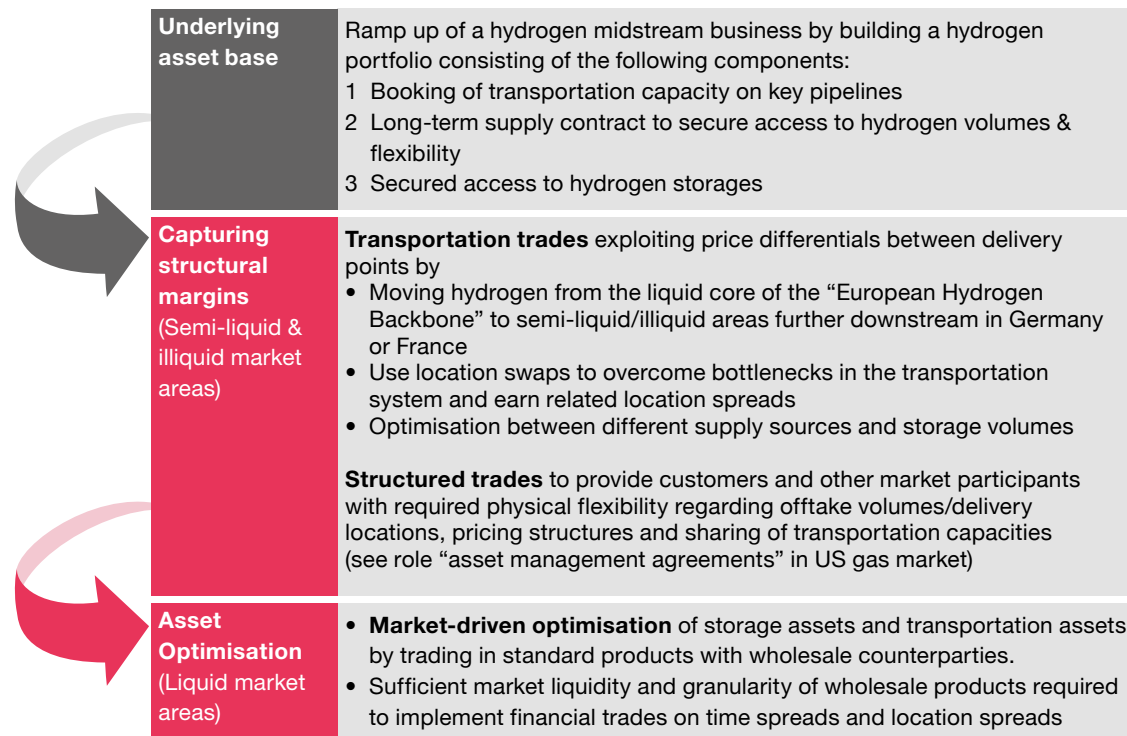 Underlying
asset base
Ramp up of a hydrogen midstream business by building a hydrogen
portfolio consisting of the following components:
1 Booking of transportation capacity on key pipelines
2 Long-term supply contract to secure access to hydrogen volumes &
flexibility
3 Secured access to hydrogen storages
Capturing
structural
margins
(Semi-liquid &
illiquid market
areas)
Transportation trades exploiting price differentials between delivery
points by
• Moving hydrogen from the liquid core of the “European Hydrogen
Backbone” to semi-liquid/illiquid areas further downstream in Germany
or France
• Use location swaps to overcome bottlenecks in the transportation
system and earn related location spreads
• Optimisation between different supply sources and storage volumes
Structured trades to provide customers and other market participants
with required physical flexibility regarding offtake volumes/delivery
locations, pricing structures and sharing of transportation capacities
(see role “asset management agreements” in US gas market)
Asset
Optimisation
(Liquid market
areas)
• Market-driven optimisation of storage assets and transportation assets
by trading in standard products with wholesale counterparties.
• Sufficient market liquidity and granularity of wholesale products required
to implement financial trades on time spreads and location spreads